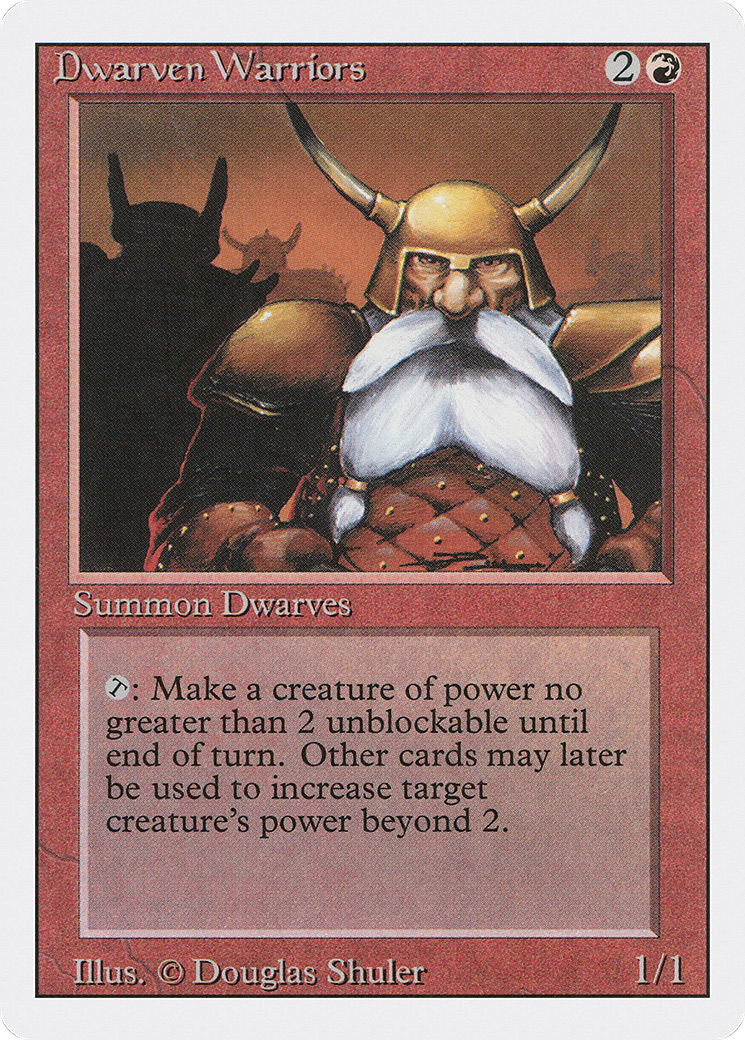 Dwarven Warriors 2
Summon Dwarves
T: Make a creature of power no
greater than 2 unblockable until
end of turn. Other cards may later
be used to increase target
creature's power beyond 2.
Illus. © Douglas Shuler 1/1